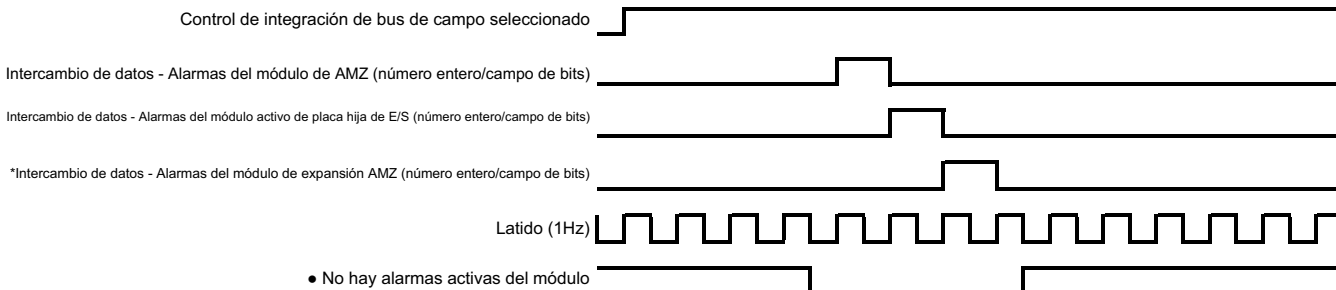 Control de integración de bus de campo seleccionado
Intercambio de datos - Alarmas del módulo de AMZ (número entero/campo de bits)
Intercambio de datos - Alarmas del módulo activo de placa hija de E/S (número entero/campo de bits)
*Intercambio de datos - Alarmas del módulo de expansión AMZ (número entero/campo de bits)
Latido (1Hz)
● No hay alarmas activas del módulo